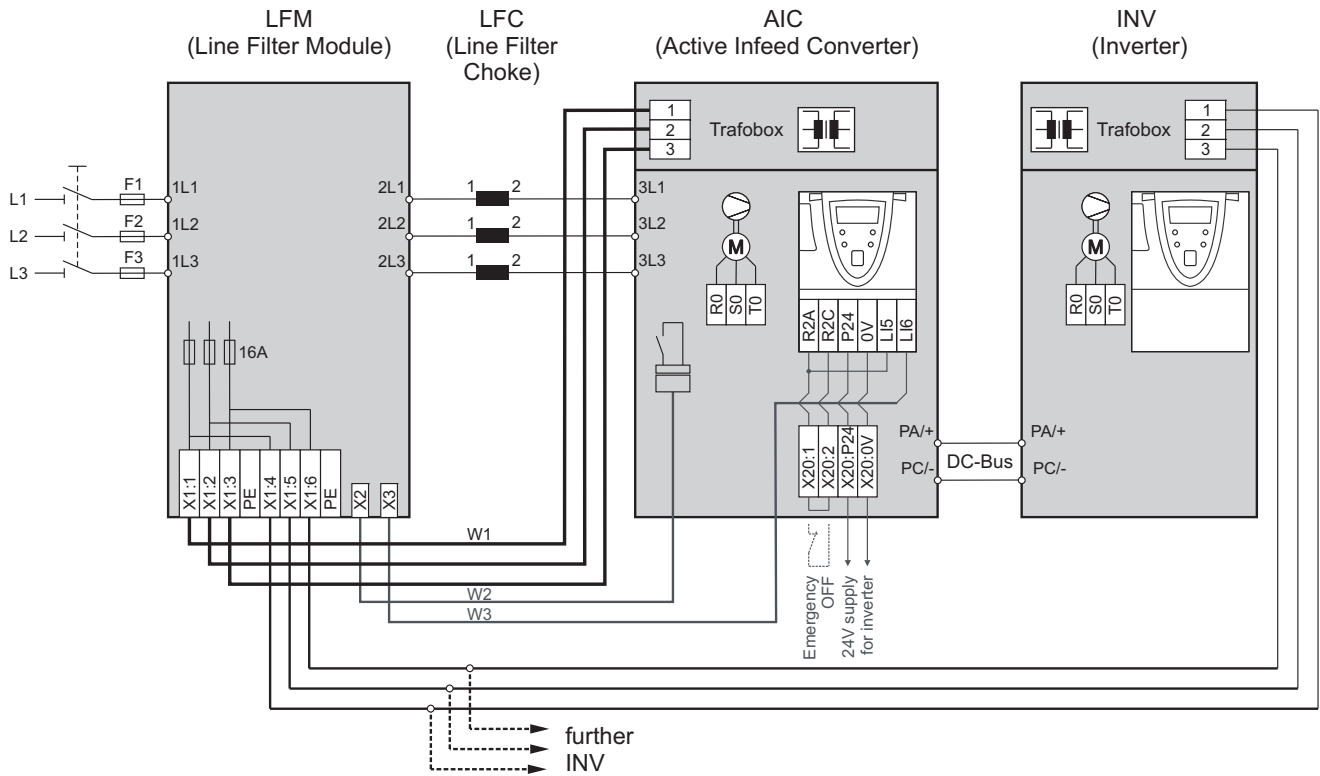 LFM
(Line Filter Module)
LFC
(Line Filter
Choke)
AIC
(Active Infeed Converter)
INV
(Inverter)
1
2
3
Trafobox
Trafobox
1
2
3
L1
F1
1L1
2L1
1
2
3L1
L2
F2
1L2
2L2
1
2
3L2
L3
F3
1L3
2L3
1
2
3L3
M
R0
S0
T0
R2A
R2C
P24
0V
LI5
LI6
M
R0
S0
T0
16A
X1:1
X1:2
X1:3
PE
X1:4
X1:5
X1:6
PE
X2
X3
X20:1
X20:2
X20:P24
X20:0V
PA/+
PC/-
DC-Bus
PA/+
PC/-
W1
W2
W3
Emergency
OFF
24V supply
for inverter
further
INV